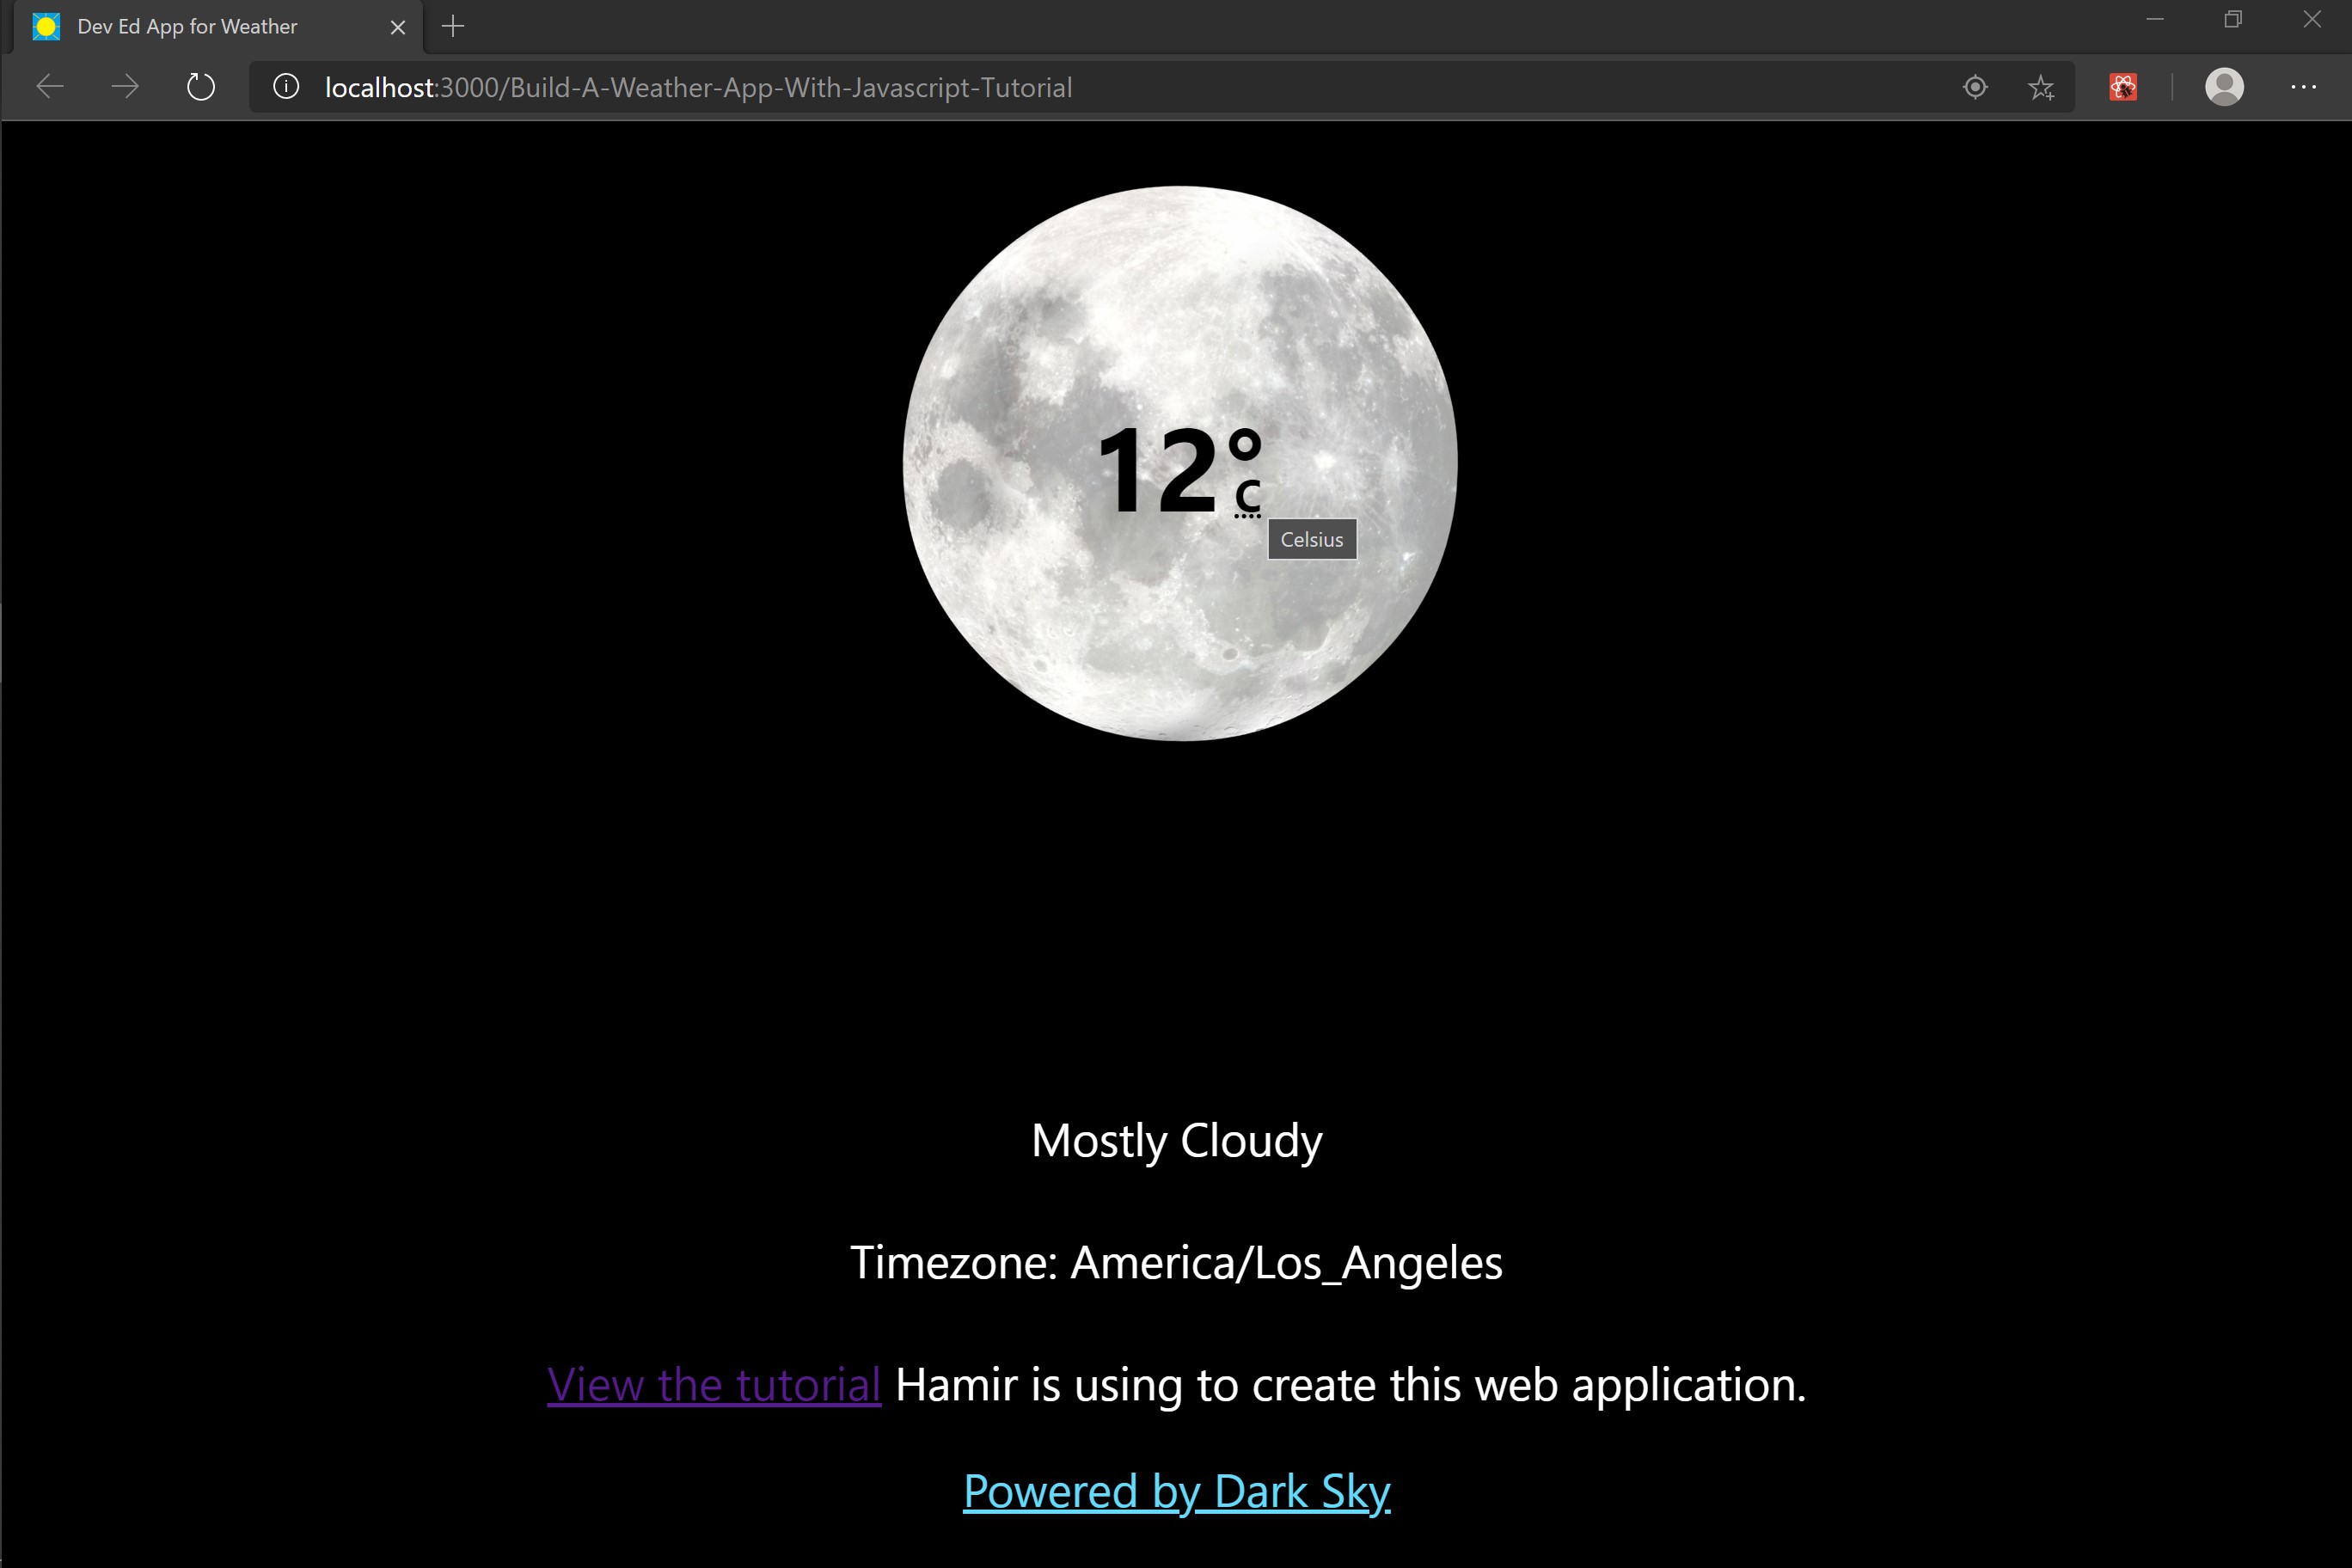 Dev Ed App for Weather
localhost:3000/Build-A-Weather-App-With-Javascript-Tutorial
12°
C
Celsius
Mostly Cloudy
Timezone: America/Los_Angeles
View the tutorial Hamir is using to create this web application.
Powered by Dark Sky